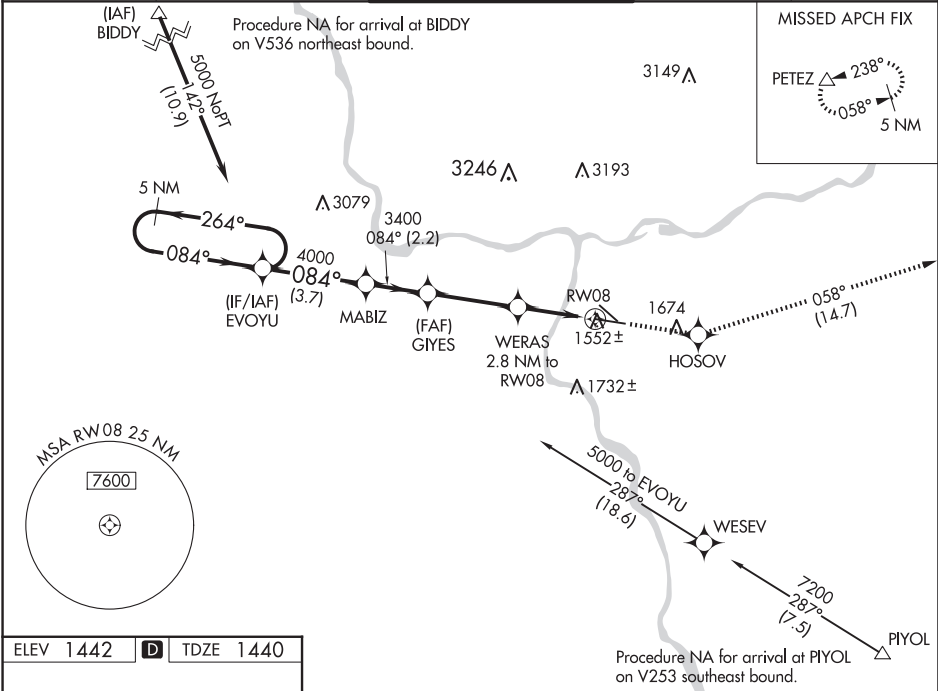 (IAF)
BIDDY
Procedure NA for arrival at BIDDY
on V536 northeast bound.
5000 NoPT
142°
(10.9)
MISSED APCH FIX
PETEZ
238°
058°
5 NM
3149
3246
3193
3079
5 NM
264°
084°
3400
084° (2.2)
4000
084°
(3.7)
(IF/IAF)
EVOYU
MABIZ
(FAF)
GIYES
WERAS
2.8 NM to
RW08
RW08
1552±
1674
HOSOV
058°
(14.7)
1732±
MSA RW08 25 NM
7600
5000 to EVOYU
287°
(18.6)
WESEV
7200
287°
(7.5)
PIYOL
Procedure NA for arrival at PIYOL
on V253 southeast bound.
ELEV 1442 D TDZE 1440